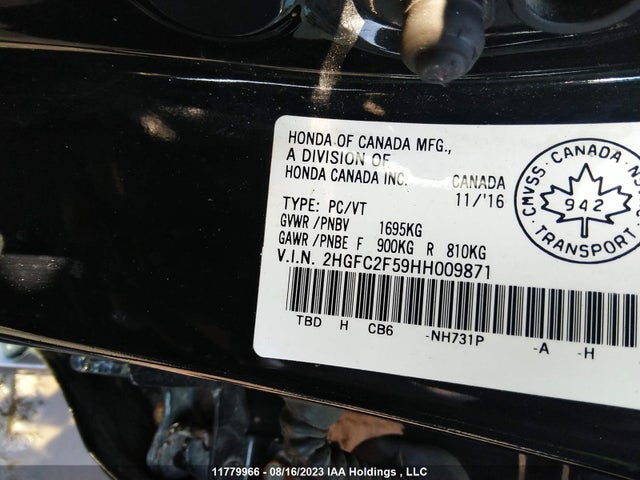 HONDA OF CANADA MFG.,
A DIVISION OF
HONDA CANADA INC. CANADA
11/'16
TYPE: PC/VT
GVWR/PNBV 1695KG
GAWR/PNBE F 900KG R 810KG
V.I.N. 2HGFC2F59HH009871
TBD H CB6 -NH731P -A -H
CMVSS. CANADA
942
TRANSPORT
11779966 - 08/16/2023 IAA Holdings , LLC